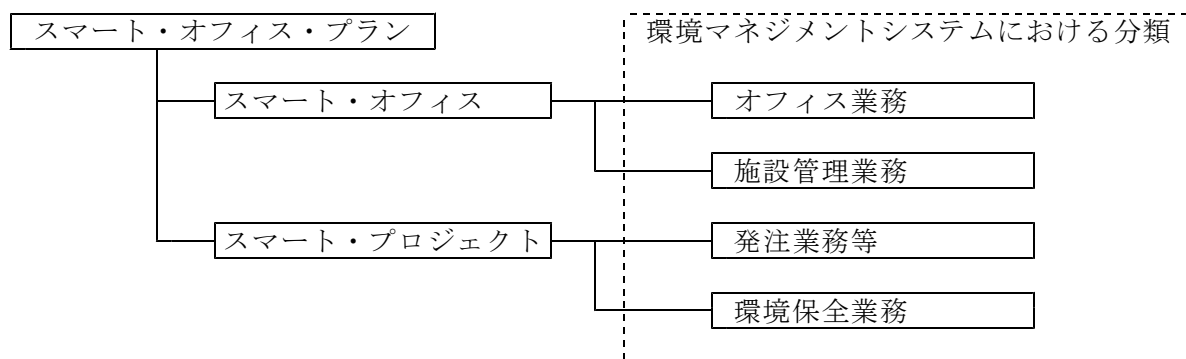 スマート・オフィス・プラン
環境マネジメントシステムにおける分類
スマート・オフィス
オフィス業務
施設管理業務
スマート・プロジェクト
発注業務等
環境保全業務